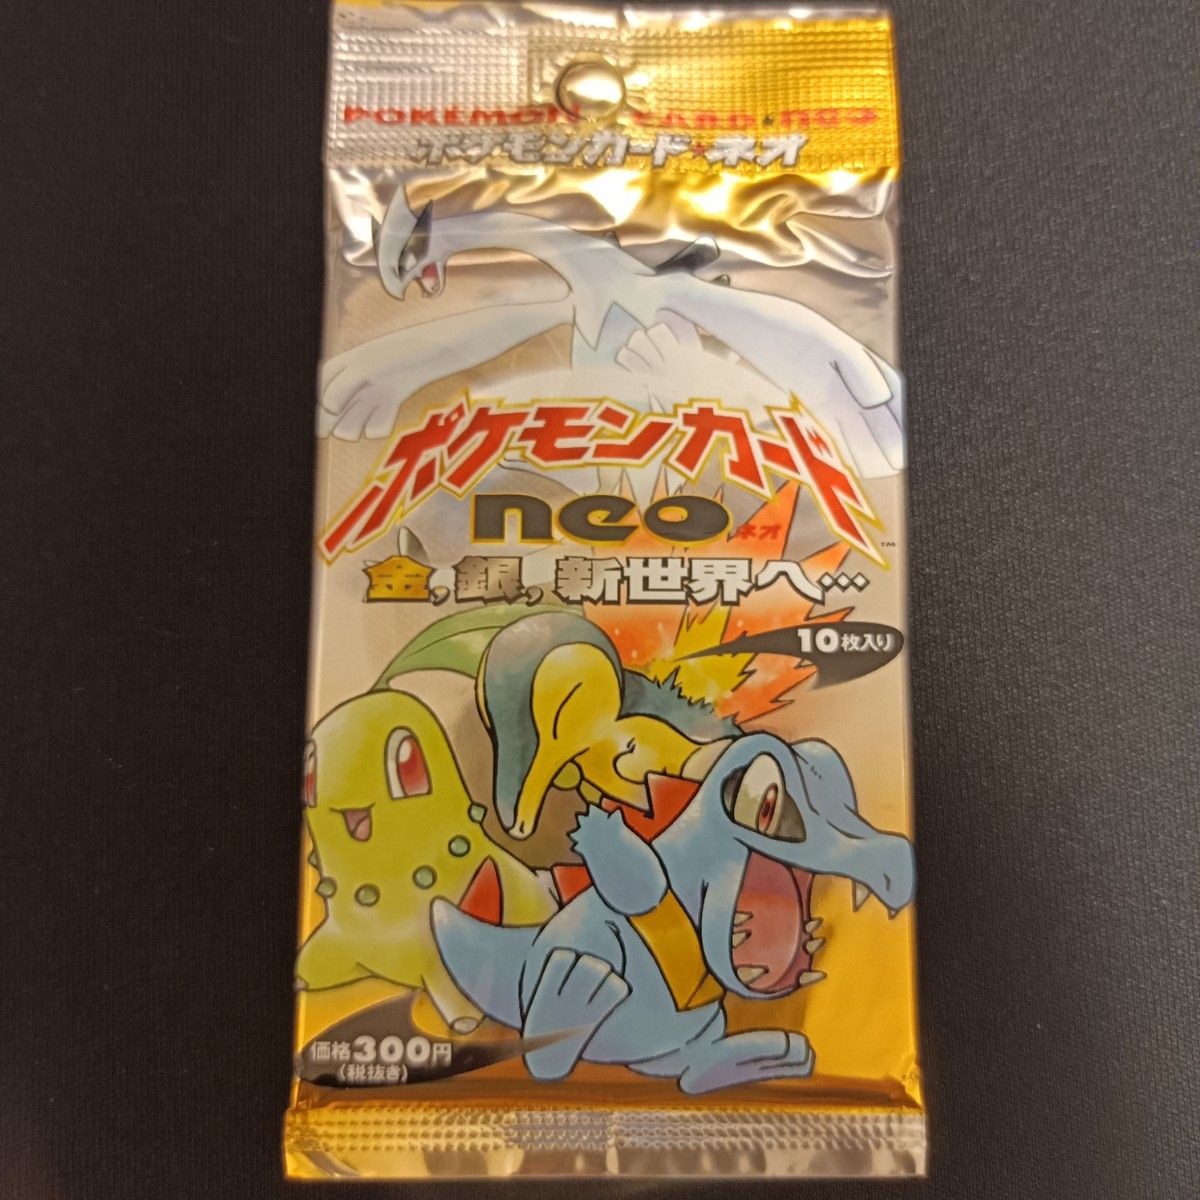 POKÉMON CARD★neo
ポケモンカード★ネオ
ポケモンカード
neo ネオ
™
金,銀,新世界へ…
10枚入り
価格300円
(税抜き)